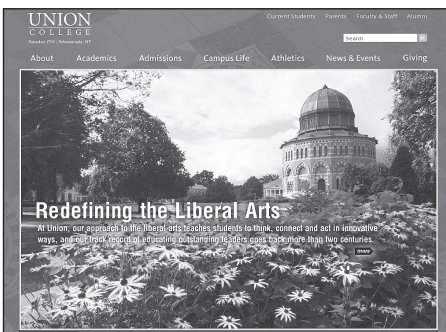 UNION
COLLEGE
Founded 1795 | Schenectady, NY
Current Students Parents Faculty & Staff Alumni
Search
About Academics Admissions Campus Life Athletics News & Events Giving
Redefining the Liberal Arts
At Union, our approach to the liberal arts teaches students to think, connect and act in innovative
ways, and our track record of educating outstanding leaders goes back more than two centuries.
more